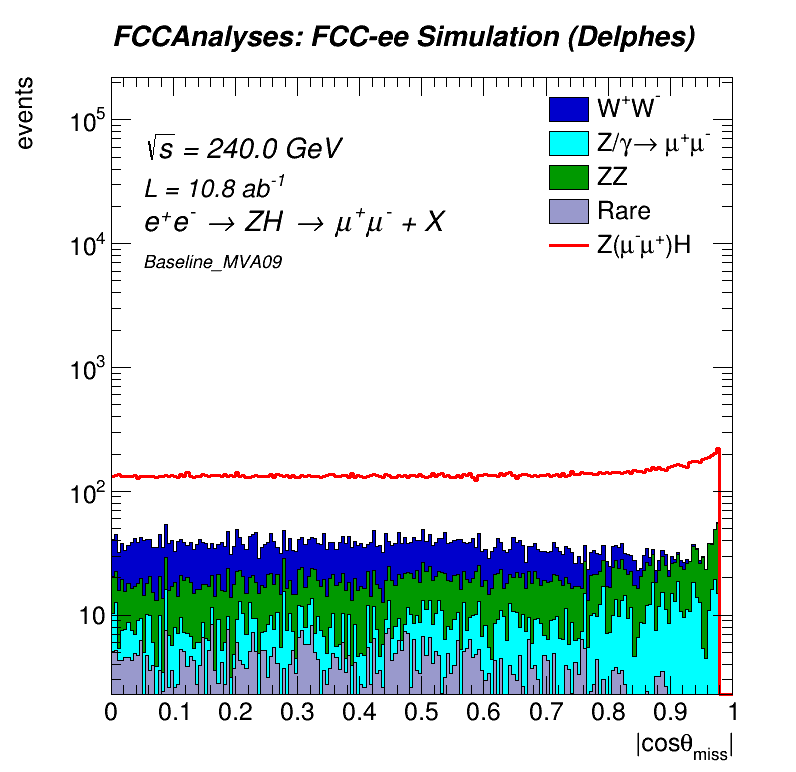 FCCAnalyses: FCC-ee Simulation (Delphes)
events
10⁵
10⁴
10³
10²
10
√s = 240.0 GeV
L = 10.8 ab⁻¹
e⁺e⁻ → ZH → μ⁺μ⁻ + X
Baseline_MVA09
W⁺W⁻
Z/γ→ μ⁺μ⁻
ZZ
Rare
Z(μ⁻μ⁺)H
0 0.1 0.2 0.3 0.4 0.5 0.6 0.7 0.8 0.9 1
|cosθ_miss|